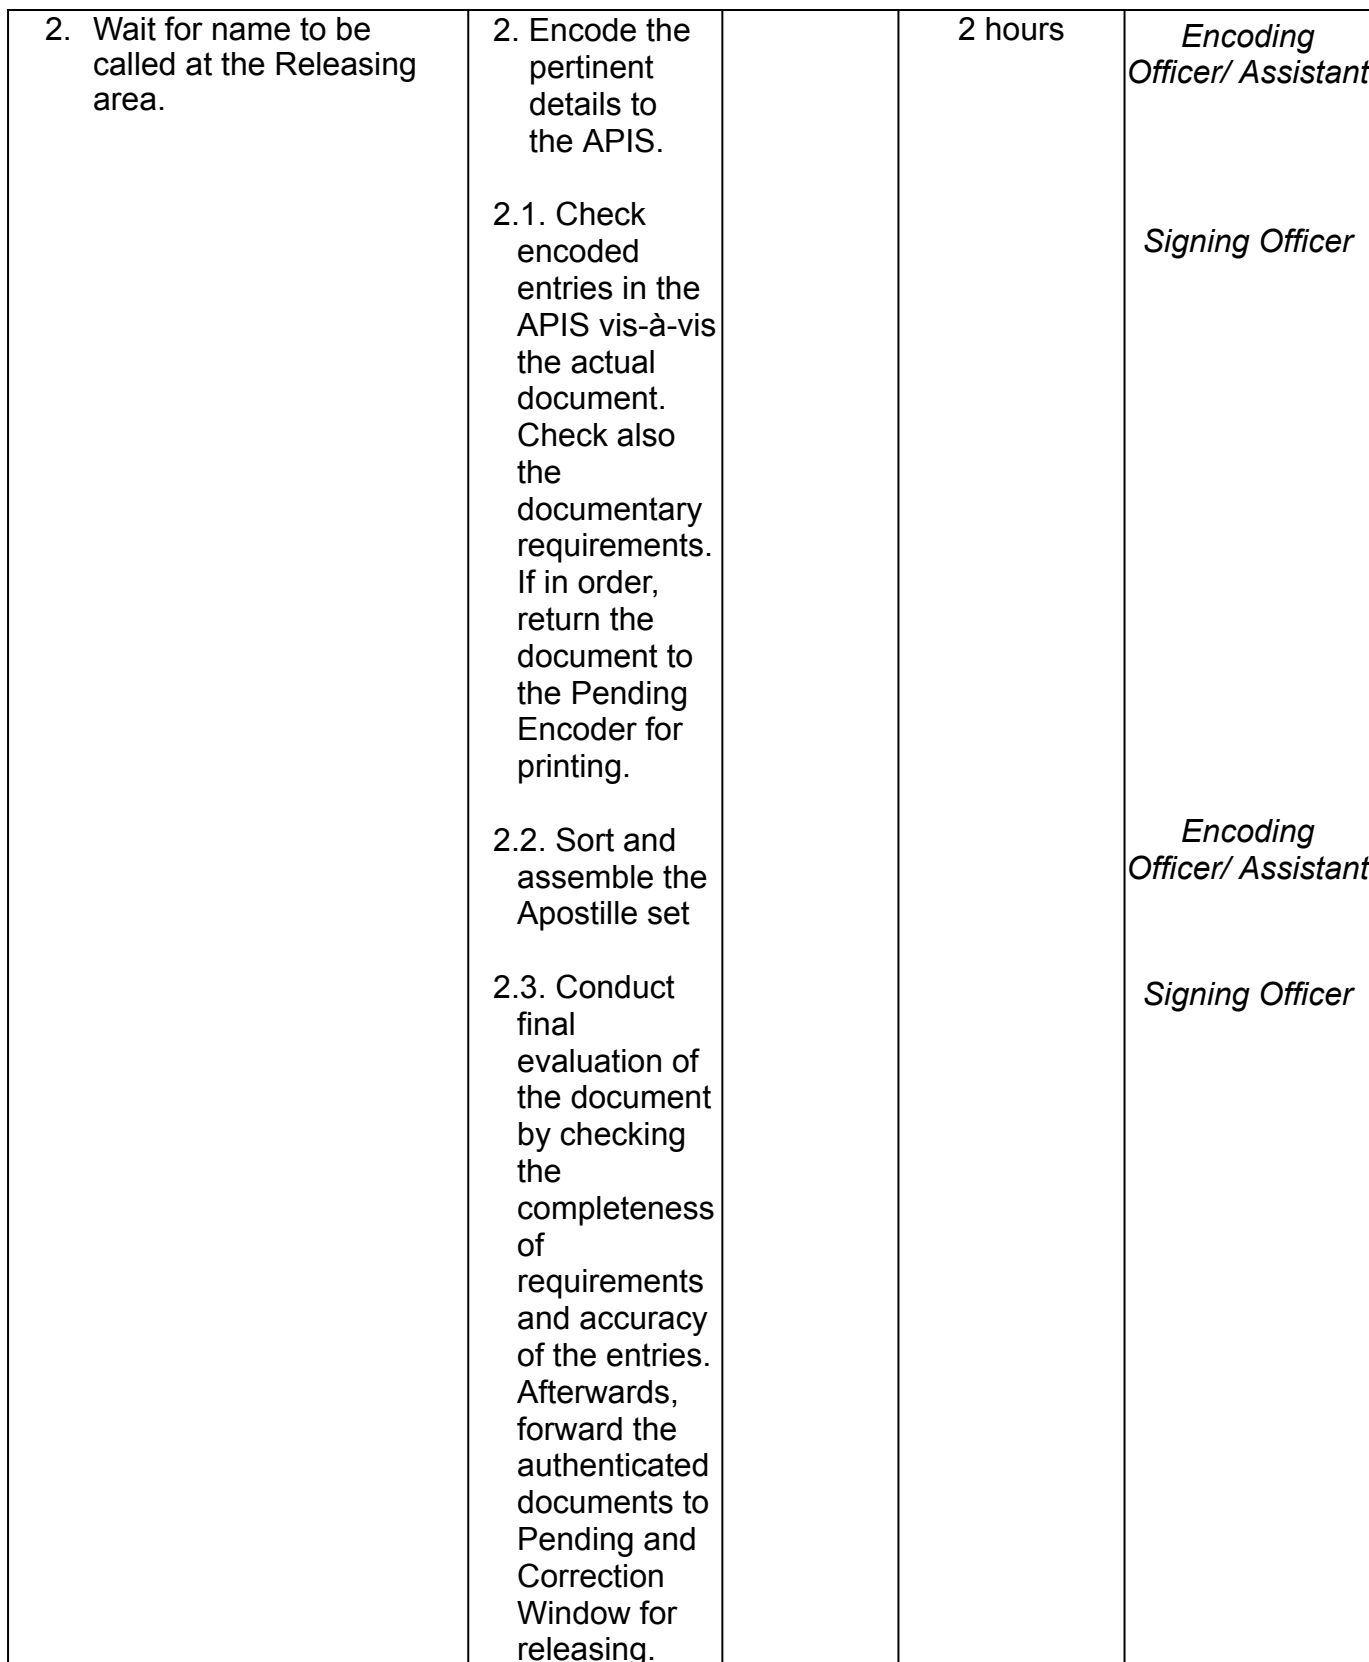 2. Wait for name to be
called at the Releasing
area.
2. Encode the
pertinent
details to
the APIS.
2.1. Check
encoded
entries in the
APIS vis-à-vis
the actual
document.
Check also
the
documentary
requirements.
If in order,
return the
document to
the Pending
Encoder for
printing.
2.2. Sort and
assemble the
Apostille set
2.3. Conduct
final
evaluation of
the document
by checking
the
completeness
of
requirements
and accuracy
of the entries.
Afterwards,
forward the
authenticated
documents to
Pending and
Correction
Window for
releasing.
2 hours
Encoding
Officer/ Assistant
Signing Officer
Encoding
Officer/ Assistant
Signing Officer